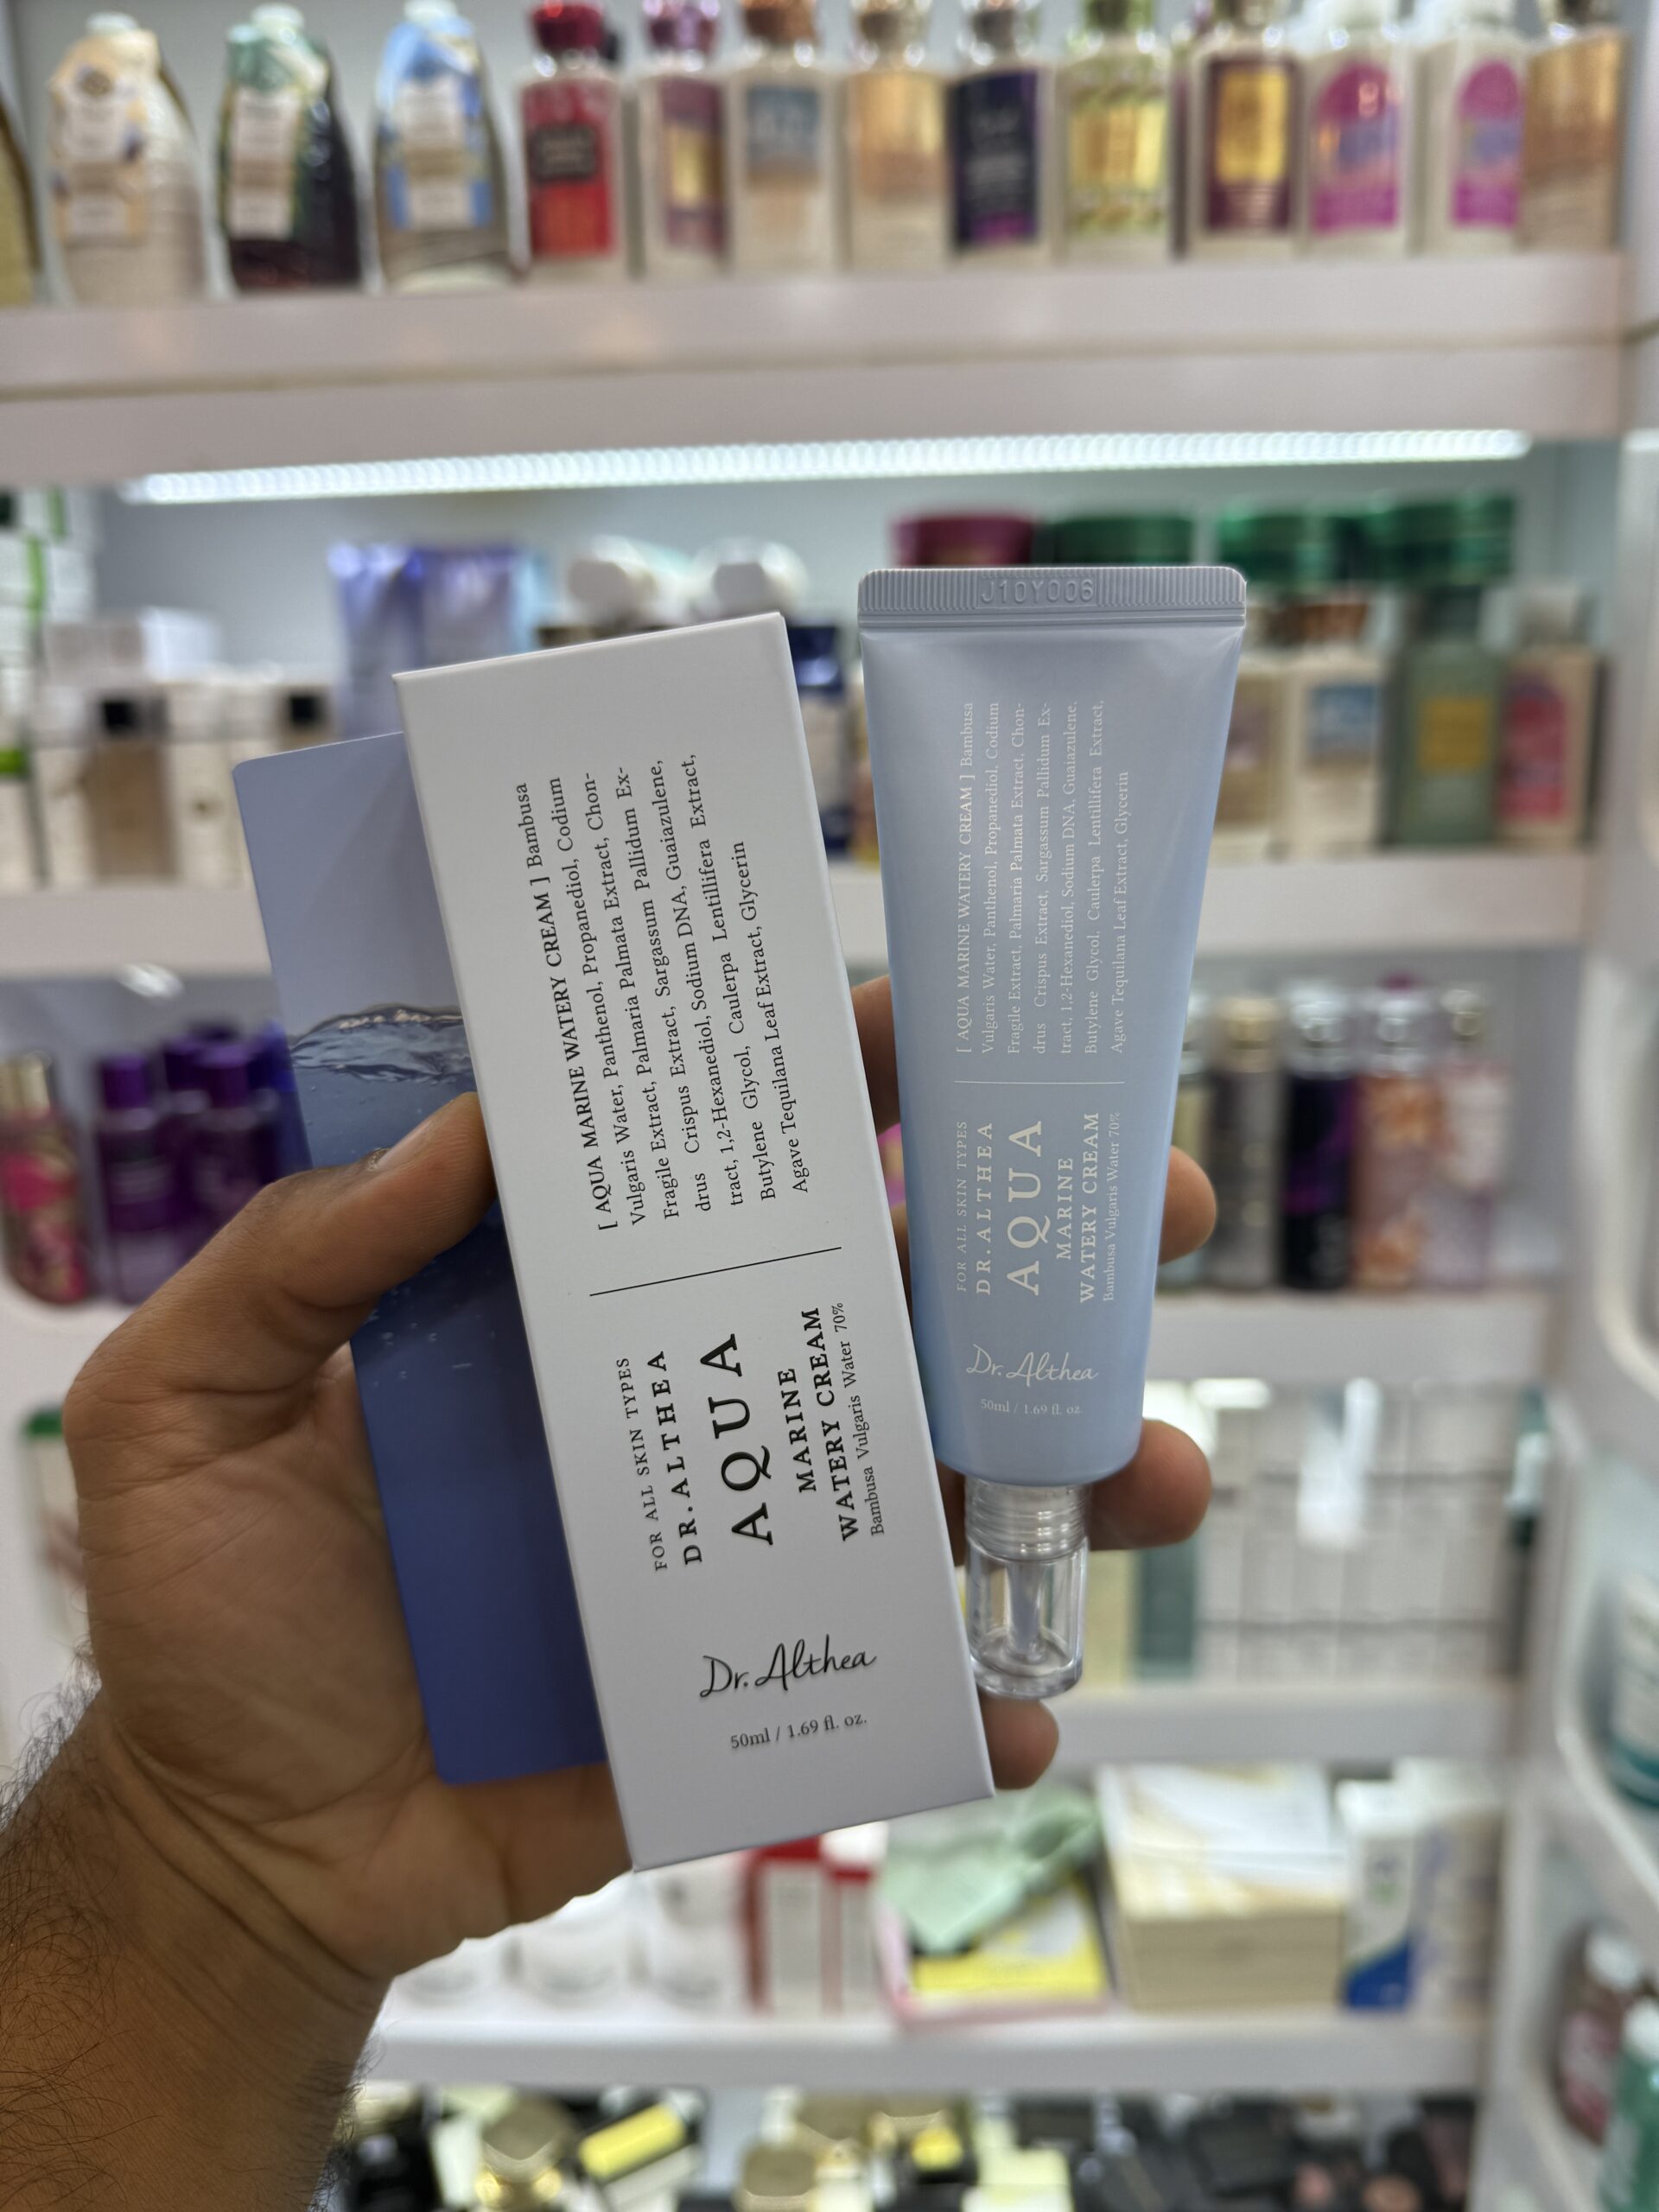 [ AQUA MARINE WATERY CREAM ] Bambusa
Vulgaris Water, Panthenol, Propanediol, Codium
Fragile Extract, Palmaria Palmata Extract, Chon-
drus Crispus Extract, Sargassum Pallidum Ex-
tract, 1,2-Hexanediol, Sodium DNA, Guaiazulene,
Butylene Glycol, Caulerpa Lentillifera Extract,
Agave Tequilana Leaf Extract, Glycerin
FOR ALL SKIN TYPES
DR.ALTHEA
AQUA
MARINE
WATERY CREAM
Bambusa Vulgaris Water 70%
Dr. Althea
50ml / 1.69 fl. oz.
J10Y006
[ AQUA MARINE WATERY CREAM ] Bambusa
Vulgaris Water, Panthenol, Propanediol, Codium
Fragile Extract, Palmaria Palmata Extract, Chon-
drus Crispus Extract, Sargassum Pallidum Ex-
tract, 1,2-Hexanediol, Sodium DNA, Guaiazulene,
Butylene Glycol, Caulerpa Lentillifera Extract,
Agave Tequilana Leaf Extract, Glycerin
FOR ALL SKIN TYPES
DR.ALTHEA
AQUA
MARINE
WATERY CREAM
Bambusa Vulgaris Water 70%
Dr. Althea
50ml / 1.69 fl. oz.